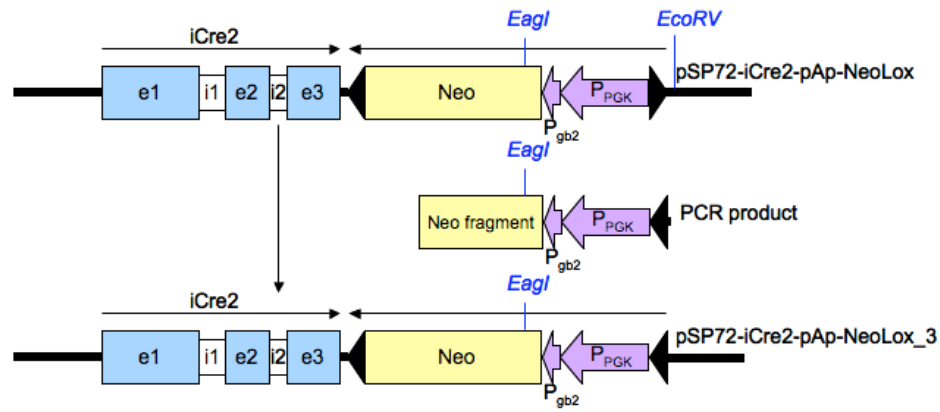 EagI EcoRV
iCre2
pSP72-iCre2-pAp-NeoLox
e1 i1 e2 i2 e3 Neo PPGK
Pgb2
EagI
Neo fragment PPGK PCR product
Pgb2
EagI
iCre2
pSP72-iCre2-pAp-NeoLox_3
e1 i1 e2 i2 e3 Neo PPGK
Pgb2